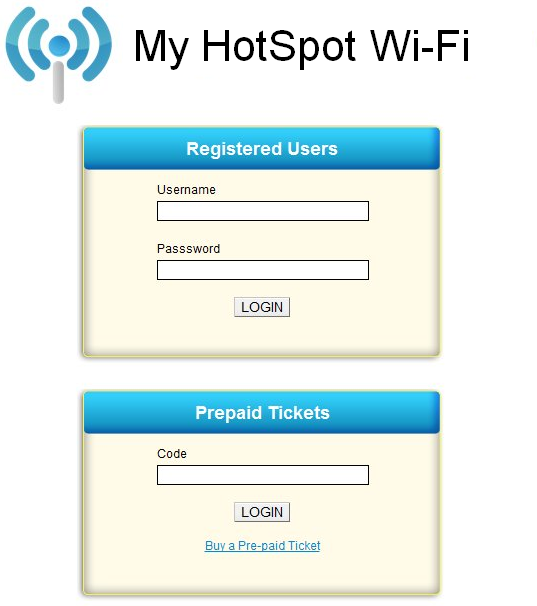 My HotSpot Wi-Fi
Registered Users
Username
Passsword
LOGIN
Prepaid Tickets
Code
LOGIN
Buy a Pre-paid Ticket